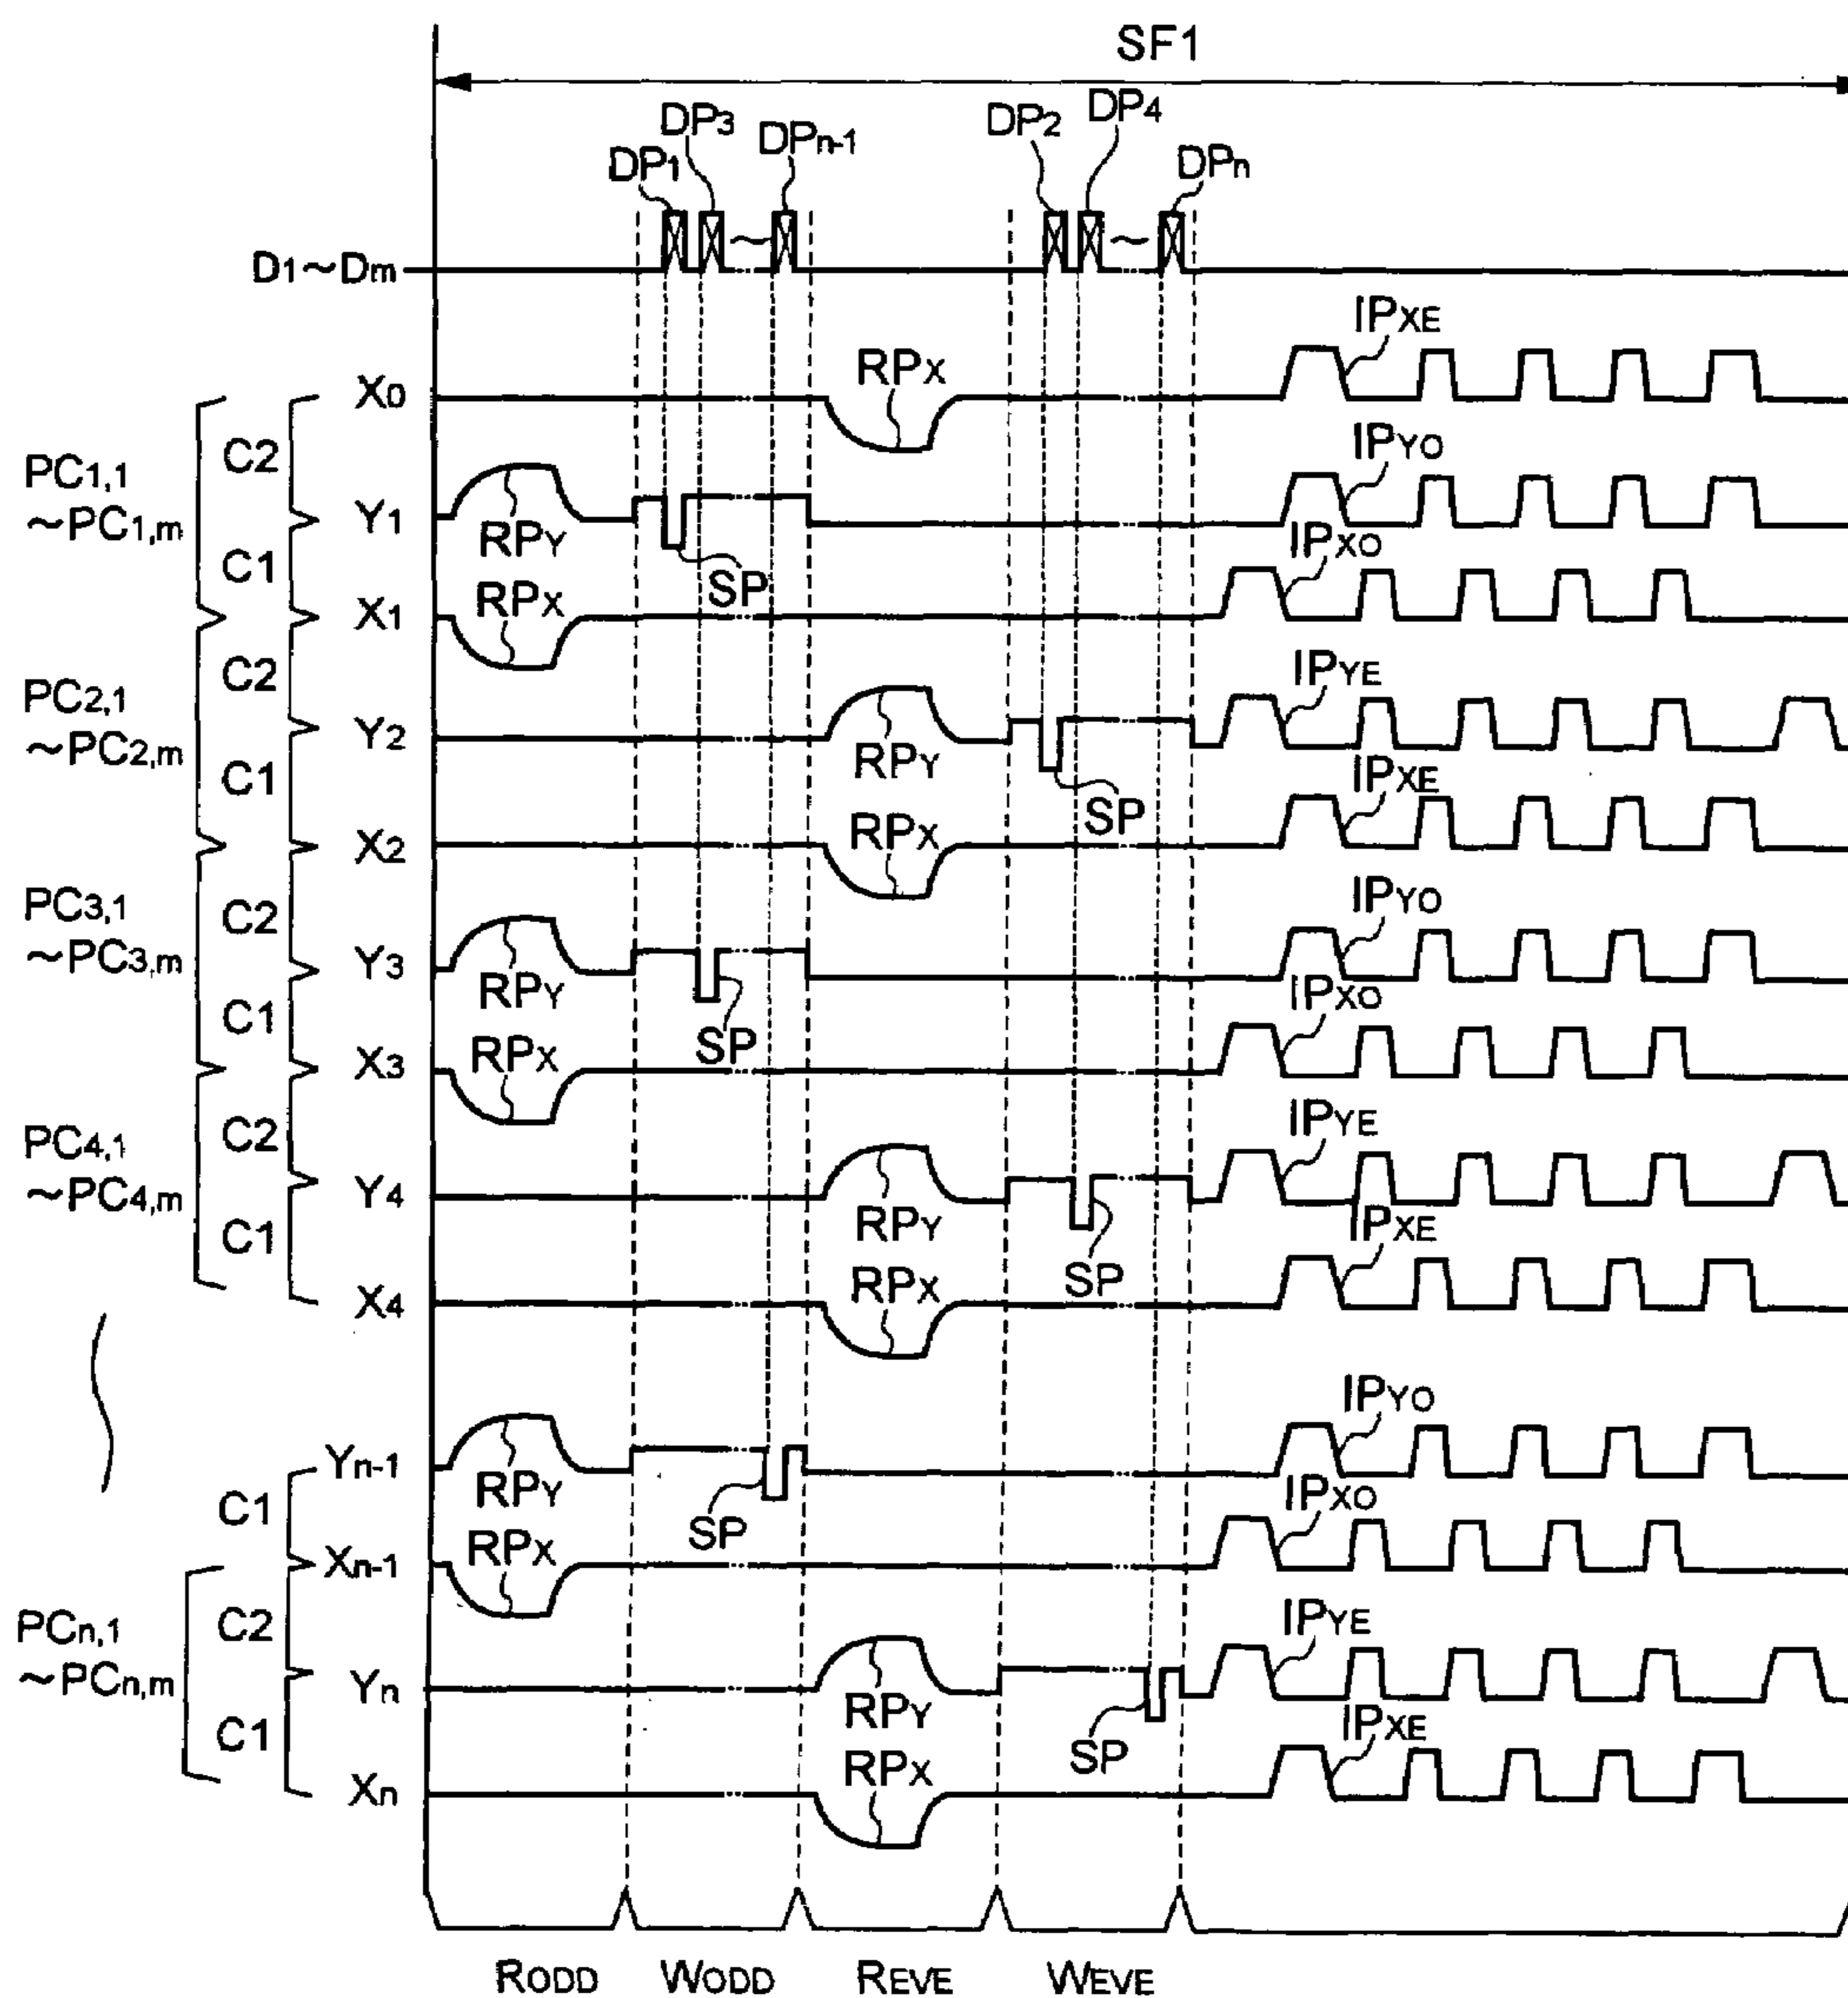 SF1
DP1 DP3 DPn-1 DP2 DP4 DPn
D1~Dm
X0 RPX IPXE
PC1,1
~PC1,m
C2
IPYO
Y1 RPY SP
C1
IPXO
X1 RPX
PC2,1
~PC2,m
C2
IPYE
Y2 RPY SP
C1
IPXE
X2 RPX
PC3,1
~PC3,m
C2
IPYO
Y3 RPY SP
C1
IPXO
X3 RPX
PC4,1
~PC4,m
C2
IPYE
Y4 RPY SP
C1
IPXE
X4 RPX
IPYO
Yn-1 RPY SP
C1
IPXO
Xn-1 RPX
PCn,1
~PCn,m
C2
IPYE
Yn RPY SP
C1
IPXE
Xn RPX
RODD WODD REVE WEVE